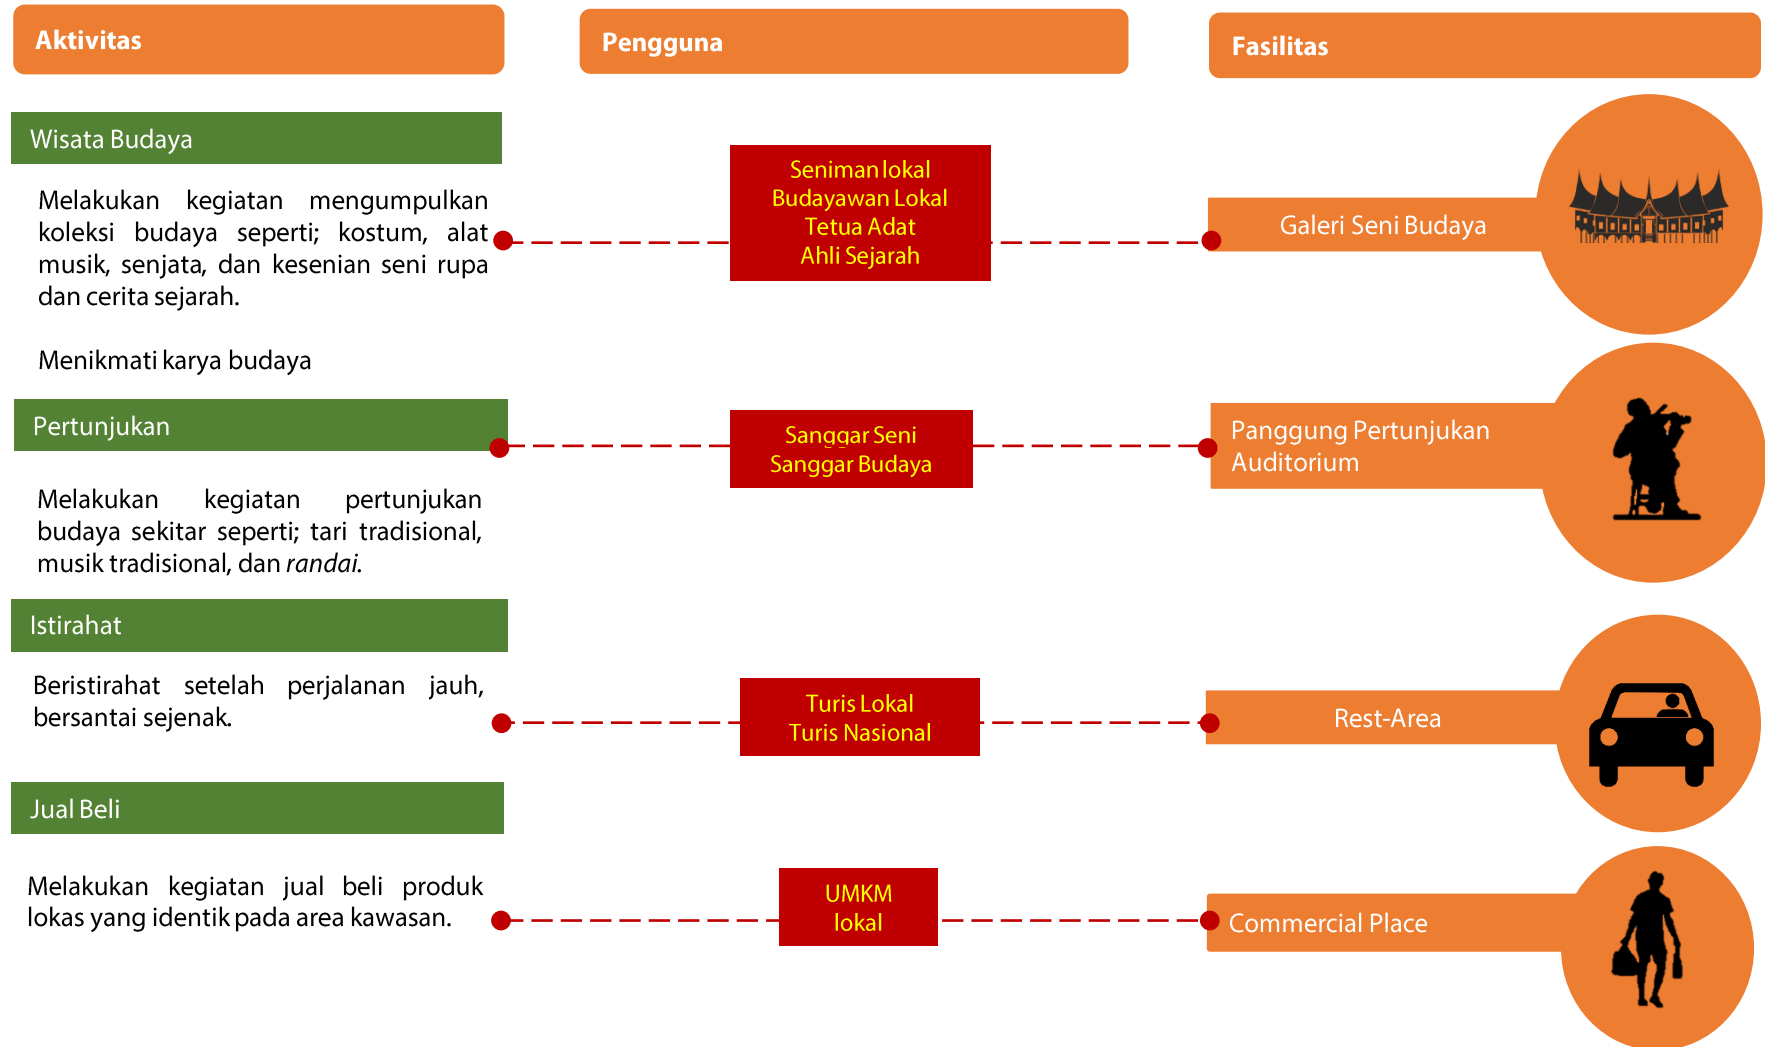 Aktivitas
Pengguna
Fasilitas
Wisata Budaya
Melakukan kegiatan mengumpulkan
koleksi budaya seperti; kostum, alat
musik, senjata, dan kesenian seni rupa
dan cerita sejarah.
Menikmati karya budaya
Seniman lokal
Budayawan Lokal
Tetua Adat
Ahli Sejarah
Galeri Seni Budaya
Pertunjukan
Melakukan kegiatan pertunjukan
budaya sekitar seperti; tari tradisional,
musik tradisional, dan randai.
Sanggar Seni
Sanggar Budaya
Panggung Pertunjukan
Auditorium
Istirahat
Beristirahat setelah perjalanan jauh,
bersantai sejenak.
Turis Lokal
Turis Nasional
Rest-Area
Jual Beli
Melakukan kegiatan jual beli produk
lokas yang identik pada area kawasan.
UMKM
lokal
Commercial Place